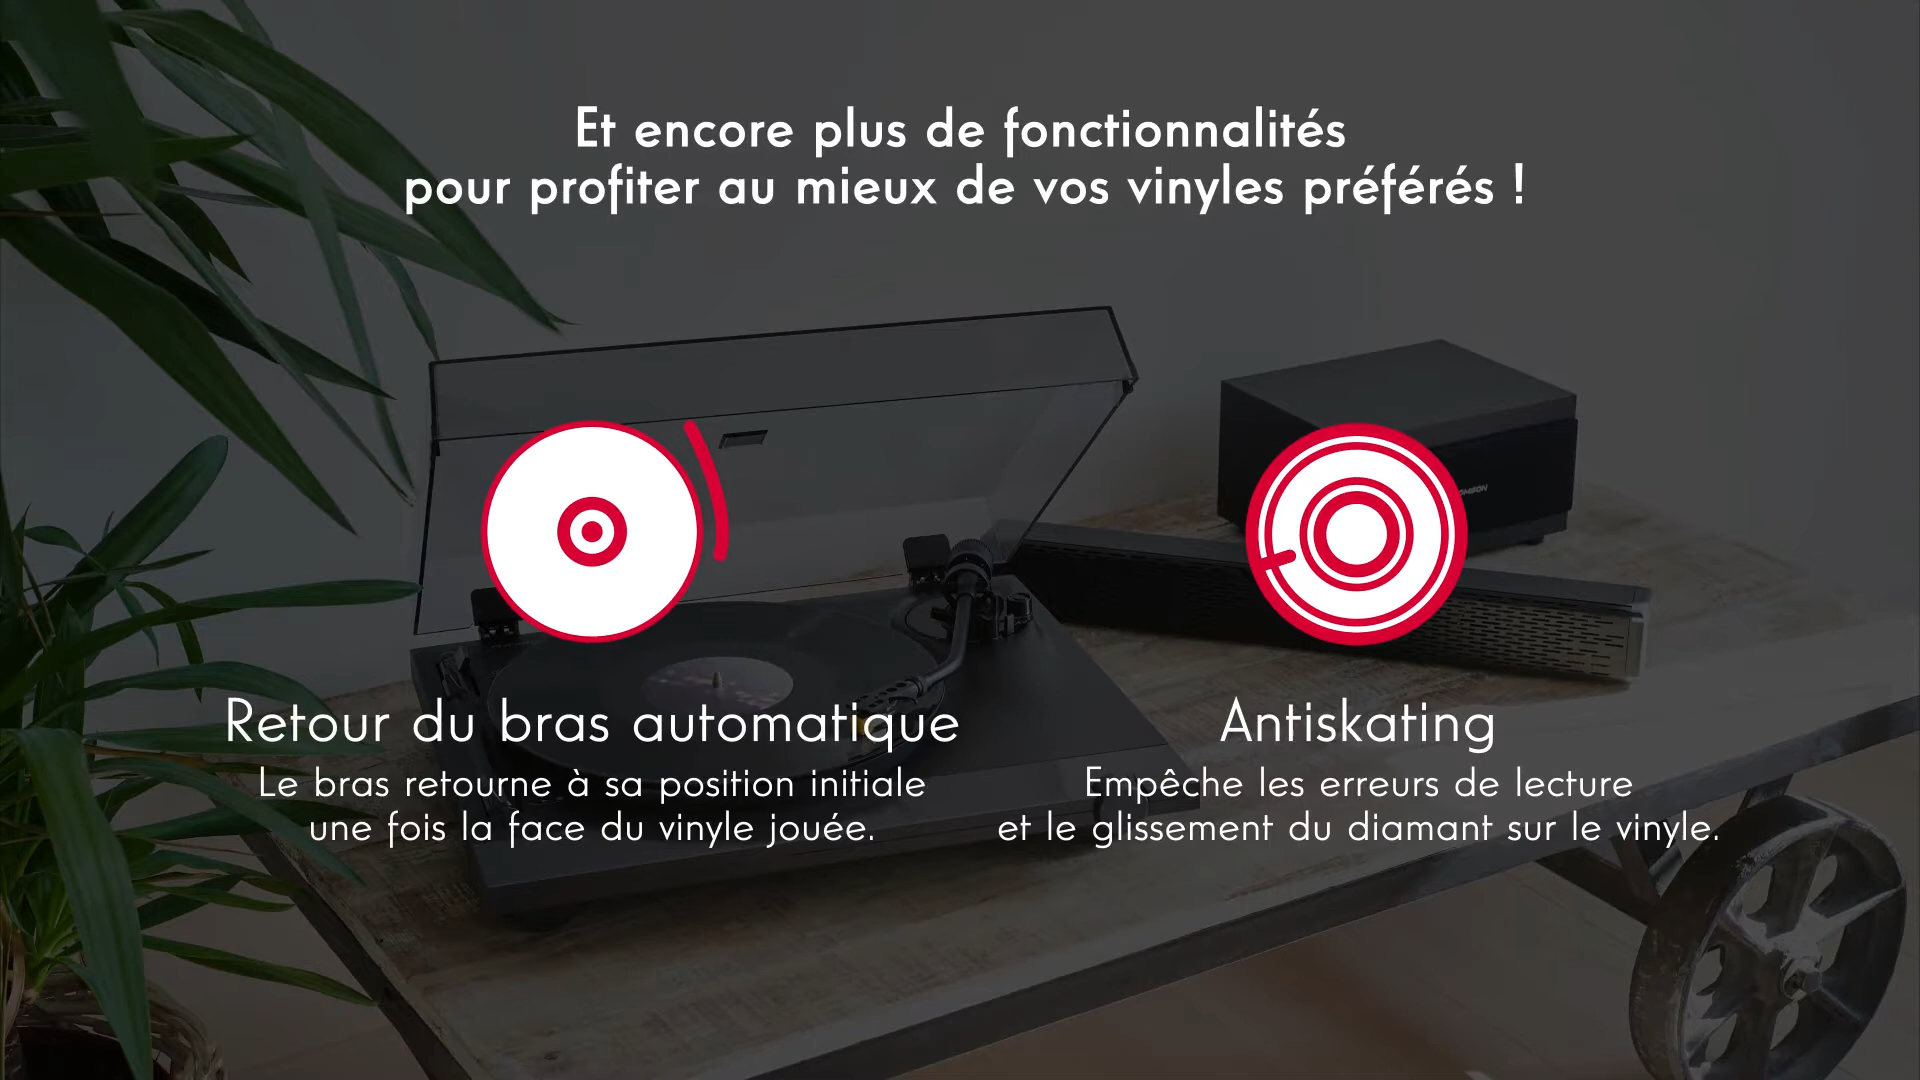 Et encore plus de fonctionnalités
pour profiter au mieux de vos vinyles préférés !
Retour du bras automatique
Le bras retourne à sa position initiale
une fois la face du vinyle jouée.
Antiskating
Empêche les erreurs de lecture
et le glissement du diamant sur le vinyle.